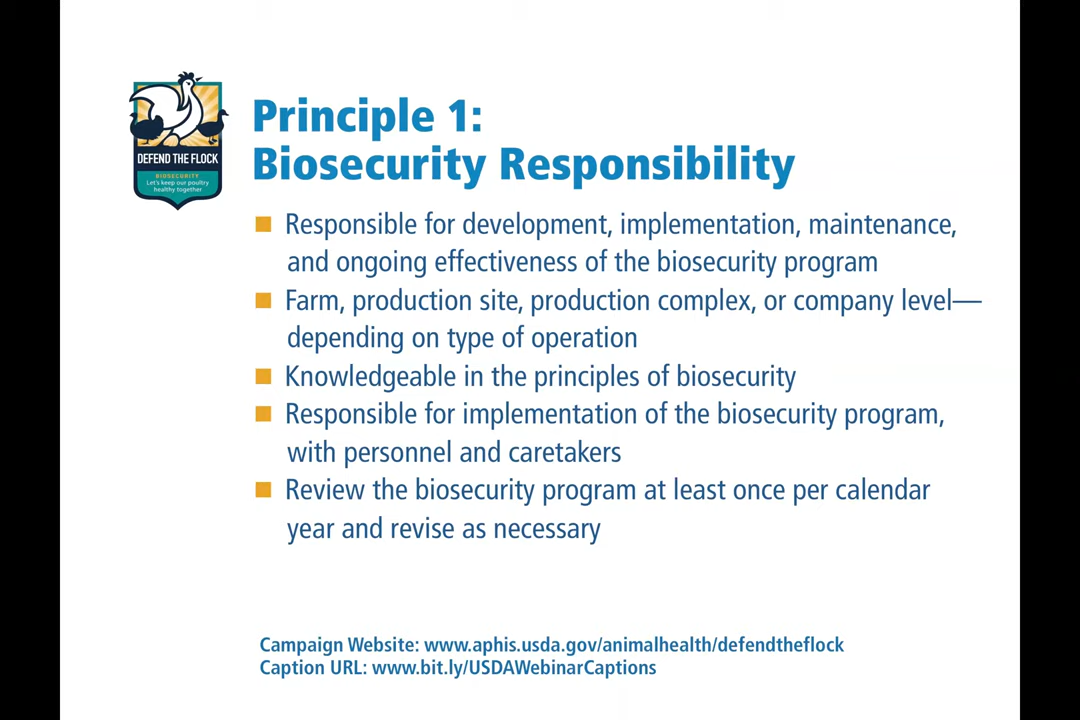 DEFEND THE FLOCK
BIOSECURITY
Let's keep our poultry
healthy together
Principle 1:
Biosecurity Responsibility
Responsible for development, implementation, maintenance,
and ongoing effectiveness of the biosecurity program
Farm, production site, production complex, or company level—
depending on type of operation
Knowledgeable in the principles of biosecurity
Responsible for implementation of the biosecurity program,
with personnel and caretakers
Review the biosecurity program at least once per calendar
year and revise as necessary
Campaign Website: www.aphis.usda.gov/animalhealth/defendtheflock
Caption URL: www.bit.ly/USDAWebinarCaptions